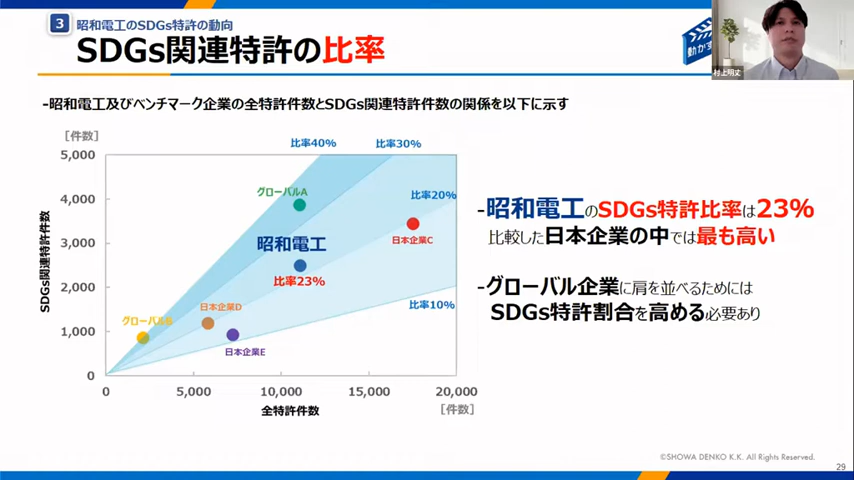 3 昭和電工のSDGs特許の動向
SDGs関連特許の比率
動かす
村上明丈
-昭和電工及びベンチマーク企業の全特許件数とSDGs関連特許件数の関係を以下に示す
[件数]
比率40%
比率30%
5,000
4,000
3,000
2,000
1,000
0
SDGs関連特許件数
グローバルA
比率20%
昭和電工
日本企業C
比率23%
日本企業D
比率10%
グローバルB
日本企業E
0
5,000
10,000
15,000
20,000
全特許件数
[件数]
-昭和電工のSDGs特許比率は23%
比較した日本企業の中では最も高い
-グローバル企業に肩を並べるためには
SDGs特許割合を高める必要あり
©SHOWA DENKO K.K. All Rights Reserved.
29